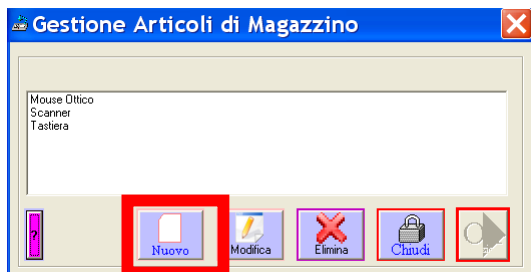 Gestione Articoli di Magazzino
Mouse Ottico
Scanner
Tastiera
?
Nuovo
Modifica
Elimina
Chiudi